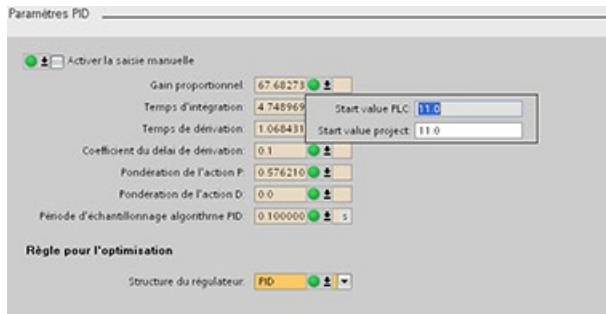 Paramètres PID
Activer la saisie manuelle
Gain proportionnel: 67.68273
Temps d'intégration: 4.748969
Start value PLC: 11.0
Temps de dérivation: 1.068431
Start value project: 11.0
Coefficient du délai de dérivation: 0.1
Pondération de l'action P: 0.576210
Pondération de l'action D: 0.0
Période d'échantillonnage algorithme PID: 0.100000 s
Règle pour l'optimisation
Structure du régulateur: PID